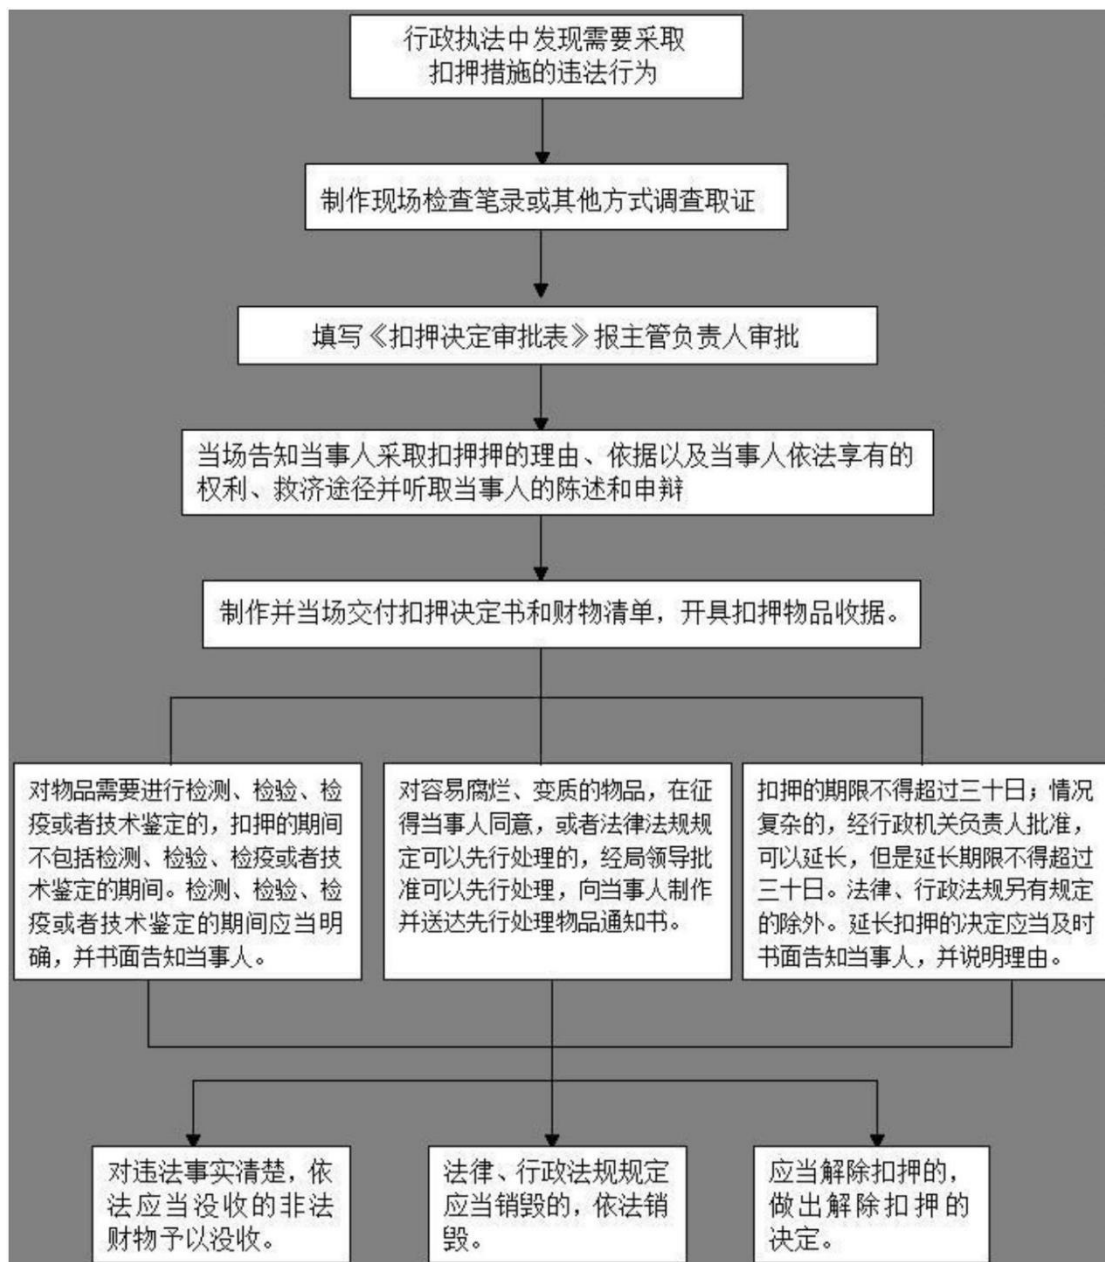 行政执法中发现需要采取
扣押措施的违法行为
制作现场检查笔录或其他方式调查取证
填写《扣押决定审批表》报主管负责人审批
当场告知当事人采取扣押押的理由、依据以及当事人依法享有的
权利、救济途径并听取当事人的陈述和申辩
制作并当场交付扣押决定书和财物清单，开具扣押物品收据。
对物品需要进行检测、检验、检
疫或者技术鉴定的，扣押的期间
不包括检测、检验、检疫或者技
术鉴定的期间。检测、检验、检
疫或者技术鉴定的期间应当明
确，并书面告知当事人。
对容易腐烂、变质的物品，在征
得当事人同意，或者法律法规规
定可以先行处理的，经局领导批
准可以先行处理，向当事人制作
并送达先行处理物品通知书。
扣押的期限不得超过三十日；情况
复杂的，经行政机关负责人批准，
可以延长，但是延长期限不得超过
三十日。法律、行政法规另有规定
的除外。延长扣押的决定应当及时
书面告知当事人，并说明理由。
对违法事实清楚，依
法应当没收的非法
财物予以没收。
法律、行政法规规定
应当销毁的，依法销
毁。
应当解除扣押的，
做出解除扣押的
决定。